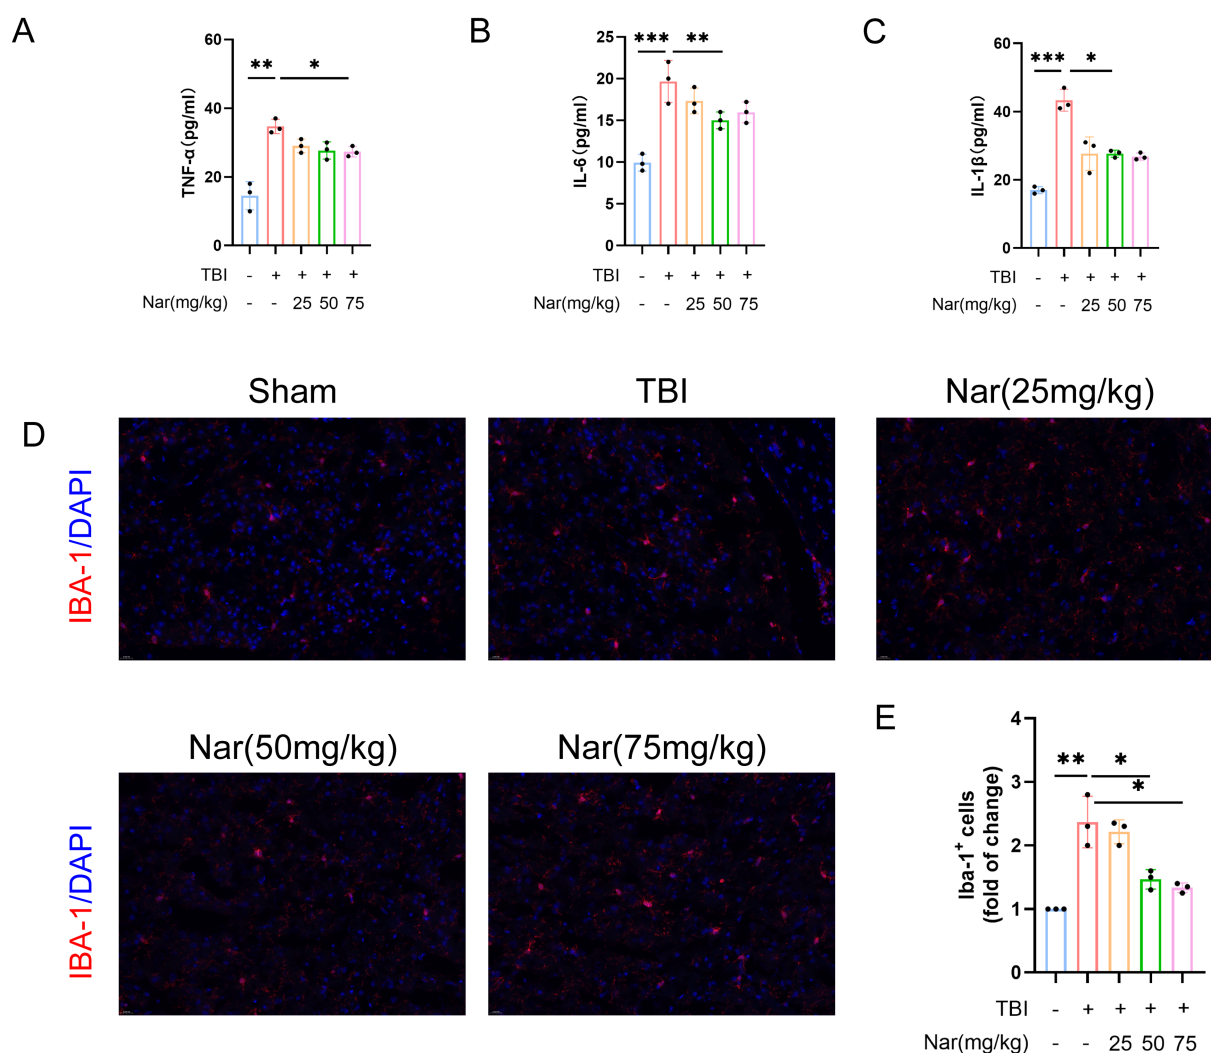 A
TNF-α(pg/ml)
60
40
20
0
** *
TBI - + + + +
Nar(mg/kg) - - 25 50 75
B
IL-6(pg/ml)
25
20
15
10
5
0
*** **
TBI - + + + +
Nar(mg/kg) - - 25 50 75
C
IL-1β(pg/ml)
60
40
20
0
*** *
TBI - + + + +
Nar(mg/kg) - - 25 50 75
D
Sham TBI Nar(25mg/kg)
IBA-1/DAPI
Nar(50mg/kg) Nar(75mg/kg)
IBA-1/DAPI
E
Iba-1+ cells
(fold of change)
4
3
2
1
0
** *
*
TBI - + + + +
Nar(mg/kg) - - 25 50 75